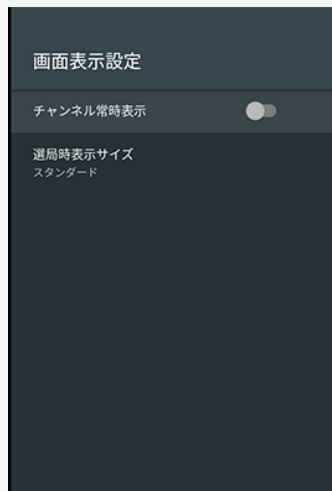 画面表示設定
チャンネル常時表示
選局時表示サイズ
スタンダード